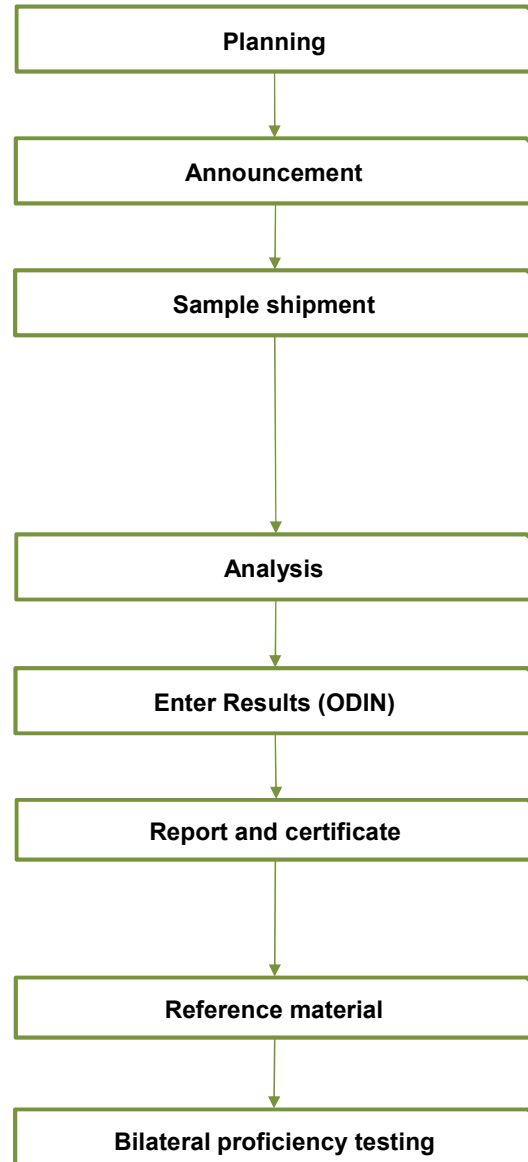 Planning
Announcement
Sample shipment
Analysis
Enter Results (ODIN)
Report and certificate
Reference material
Bilateral proficiency testing